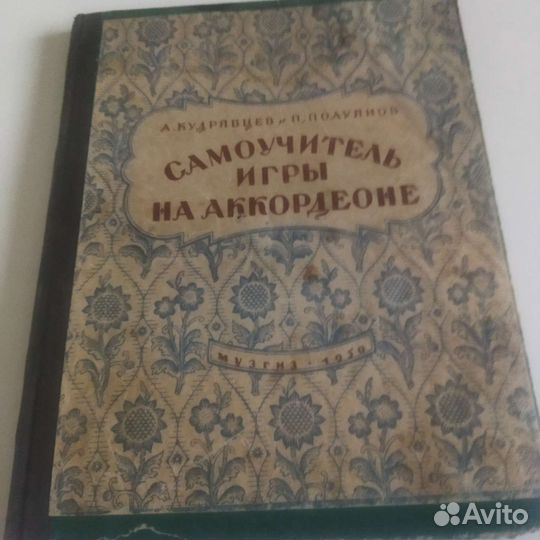 А. КУДРЯВЦЕВ и П. ПОЛУЯНОВ
САМОУЧИТЕЛЬ
ИГРЫ
НА АККОРДЕОНЕ
МУЗГИЗ · 1950
Avito